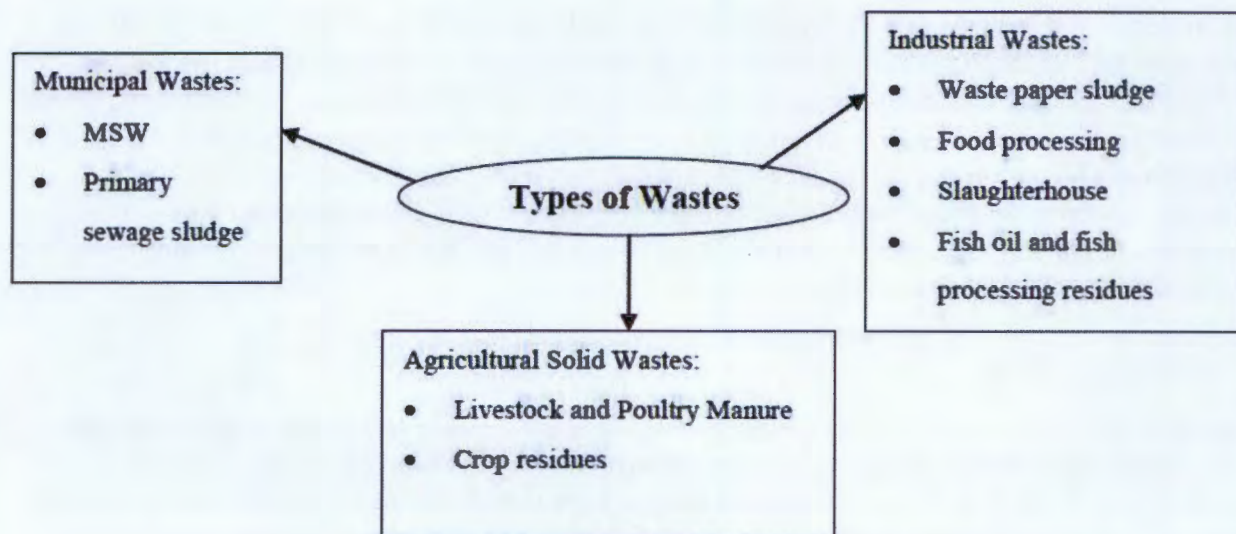 Municipal Wastes:
• MSW
• Primary
sewage sludge
Types of Wastes
Industrial Wastes:
• Waste paper sludge
• Food processing
• Slaughterhouse
• Fish oil and fish
processing residues
Agricultural Solid Wastes:
• Livestock and Poultry Manure
• Crop residues